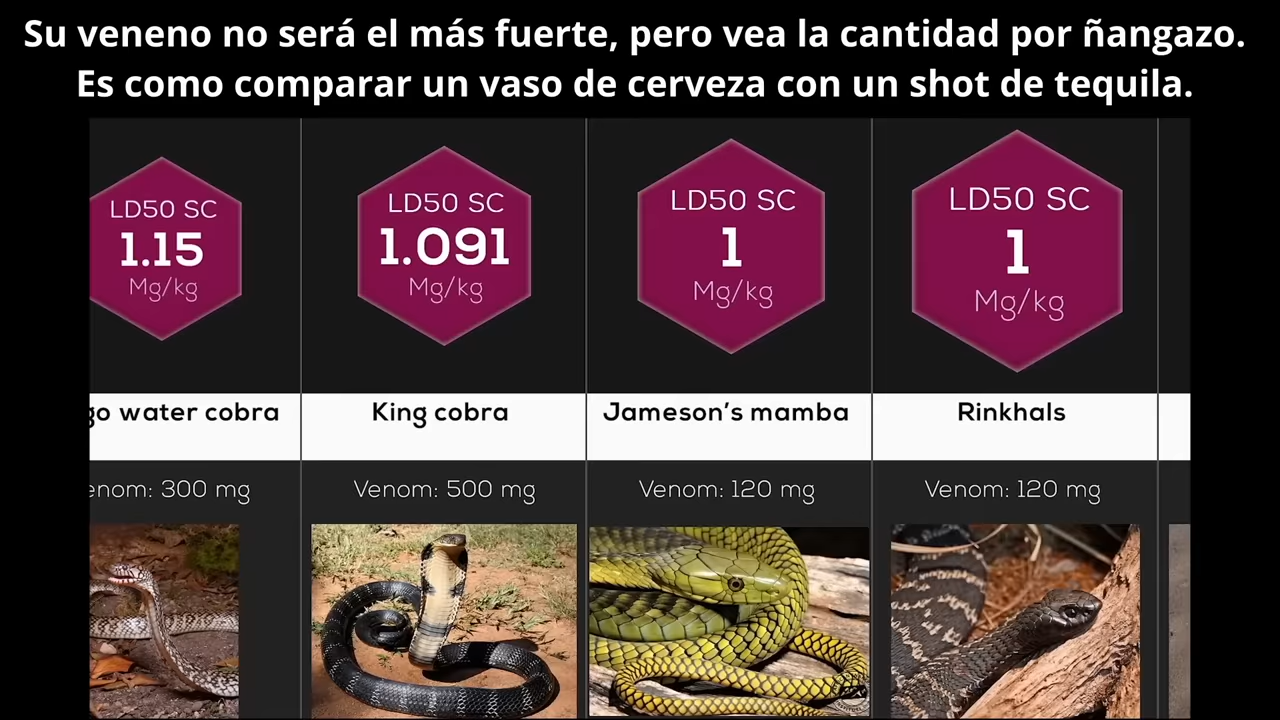 Su veneno no será el más fuerte, pero vea la cantidad por ñangazo.
Es como comparar un vaso de cerveza con un shot de tequila.
LD50 SC LD50 SC LD50 SC LD50 SC
1.15 1.091 1 1
Mg/kg Mg/kg Mg/kg Mg/kg
water cobra King cobra Jameson's mamba Rinkhals
300 mg Venom: 500 mg Venom: 120 mg Venom: 120 mg